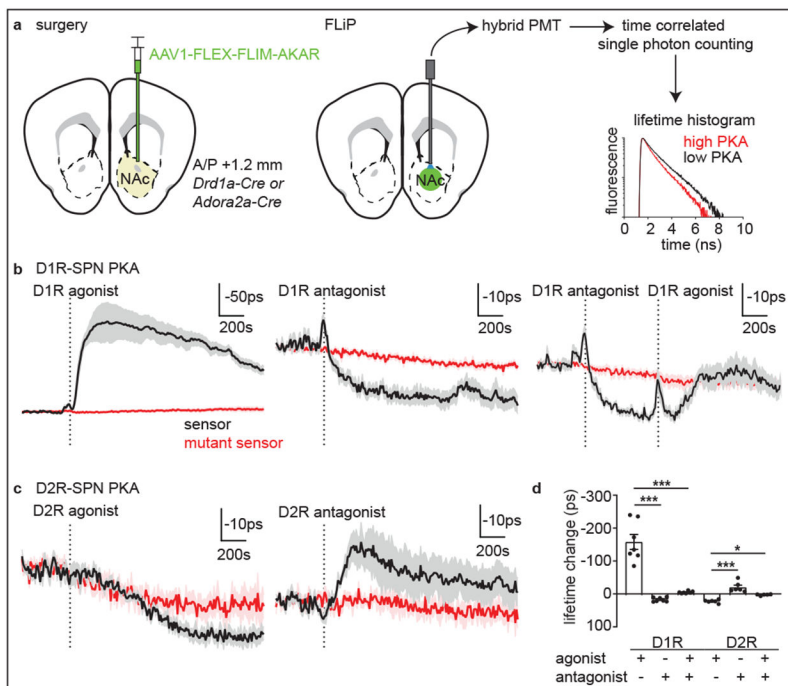 a surgery
AAV1-FLEX-FLIM-AKAR
NAc
A/P +1.2 mm
Drd1a-Cre or
Adora2a-Cre
FLiP
hybrid PMT
time correlated
single photon counting
NAc
lifetime histogram
high PKA
low PKA
fluorescence
0 2 4 6 8 10
time (ns)
b D1R-SPN PKA
D1R agonist
-50ps
200s
sensor
mutant sensor
D1R antagonist
-10ps
200s
D1R antagonist D1R agonist
-10ps
200s
c D2R-SPN PKA
D2R agonist
-10ps
200s
D2R antagonist
-10ps
200s
d
lifetime change (ps)
-300
-200
-100
0
100
***
***
*
***
D1R D2R
agonist + - + + - +
antagonist - + + - + +